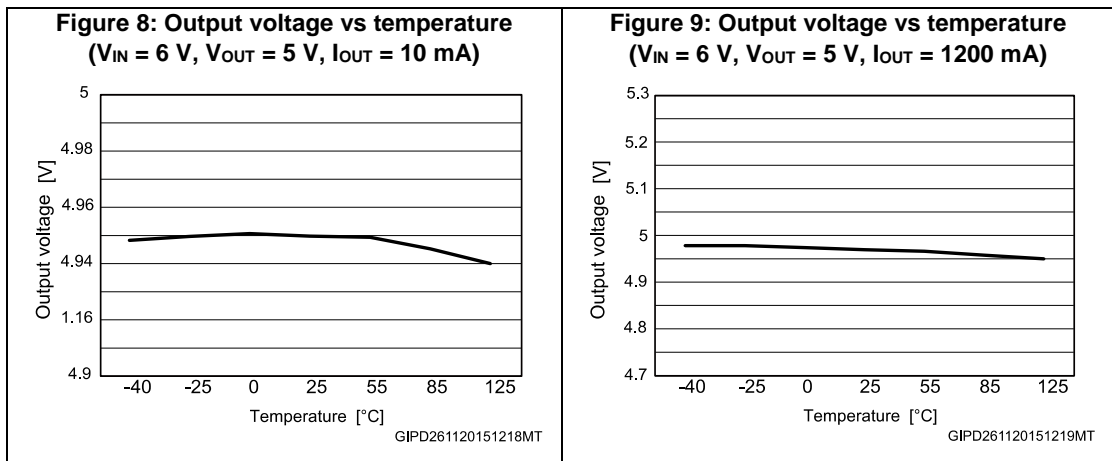 Figure 8: Output voltage vs temperature
(VIN = 6 V, VOUT = 5 V, IOUT = 10 mA)
5
4.98
4.96
4.94
1.16
4.9
Output voltage [V]
-40 -25 0 25 55 85 125
Temperature [°C]
GIPD261120151218MT
Figure 9: Output voltage vs temperature
(VIN = 6 V, VOUT = 5 V, IOUT = 1200 mA)
5.3
5.2
5.1
5
4.9
4.8
4.7
Output voltage [V]
-40 -25 0 25 55 85 125
Temperature [°C]
GIPD261120151219MT